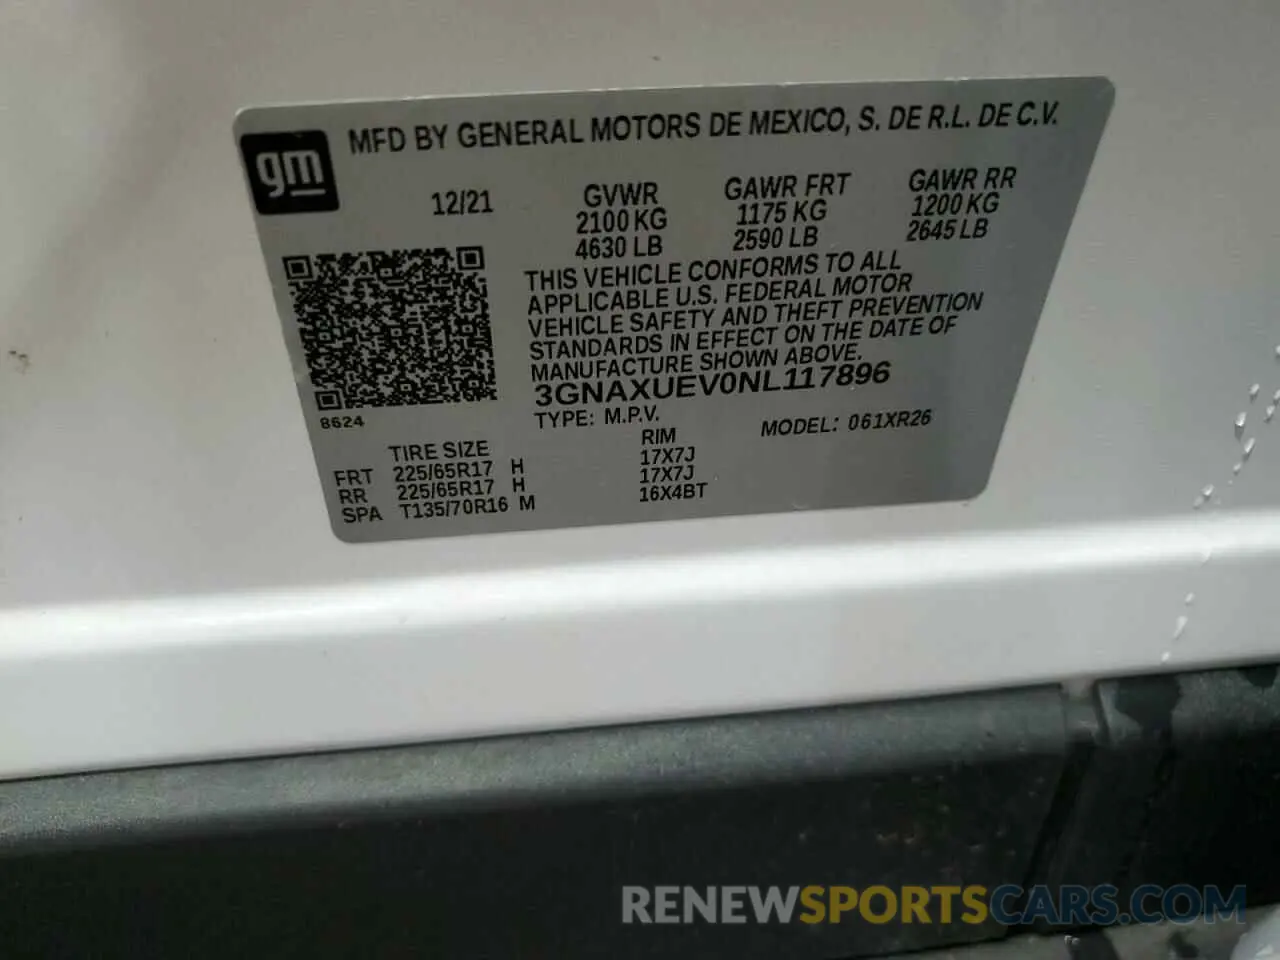 gm
MFD BY GENERAL MOTORS DE MEXICO, S. DE R.L. DE C.V.
12/21
GVWR
2100 KG
4630 LB
GAWR FRT
1175 KG
2590 LB
GAWR RR
1200 KG
2645 LB
THIS VEHICLE CONFORMS TO ALL
APPLICABLE U.S. FEDERAL MOTOR
VEHICLE SAFETY AND THEFT PREVENTION
STANDARDS IN EFFECT ON THE DATE OF
MANUFACTURE SHOWN ABOVE.
3GNAXUEV0NL117896
8624
TYPE: M.P.V.
MODEL: 061XR26
TIRE SIZE
RIM
FRT 225/65R17 H 17X7J
RR 225/65R17 H 17X7J
SPA T135/70R16 M 16X4BT
RENEWSPORTSCARS.COM